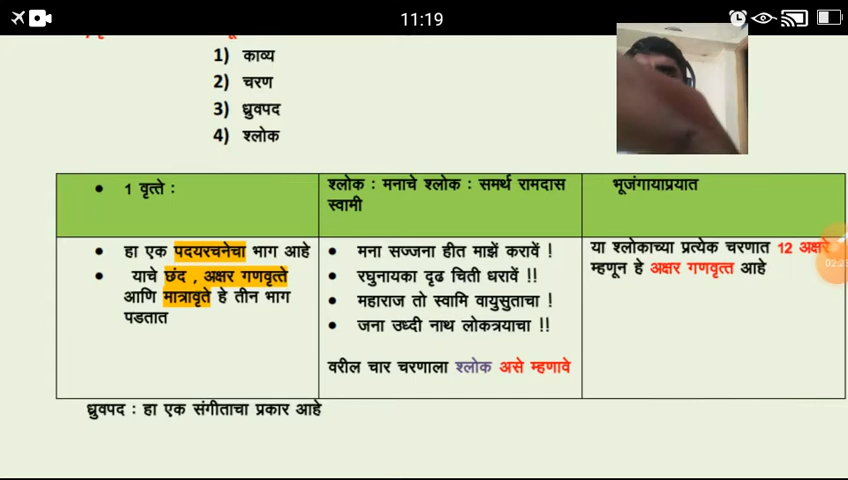 11:19
1) काव्य
2) चरण
3) ध्रुवपद
4) श्लोक
• 1 वृत्ते :
श्लोक : मनाचे श्लोक : समर्थ रामदास
स्वामी
भूजंगायाप्रयात
• हा एक पदयरचनेचा भाग आहे
• याचे छंद , अक्षर गणवृत्ते
आणि मात्रावृते हे तीन भाग
पडतात
• मना सज्जना हीत माझें करावें !
• रघुनायका दृढ चिती धरावें !!
• महाराज तो स्वामि वायुसुताचा !
• जना उध्दी नाथ लोकत्रयाचा !!
वरील चार चरणाला श्लोक असे म्हणावे
या श्लोकाच्या प्रत्येक चरणात 12 अक्षरे
म्हणून हे अक्षर गणवृत्त आहे
ध्रुवपद : हा एक संगीताचा प्रकार आहे